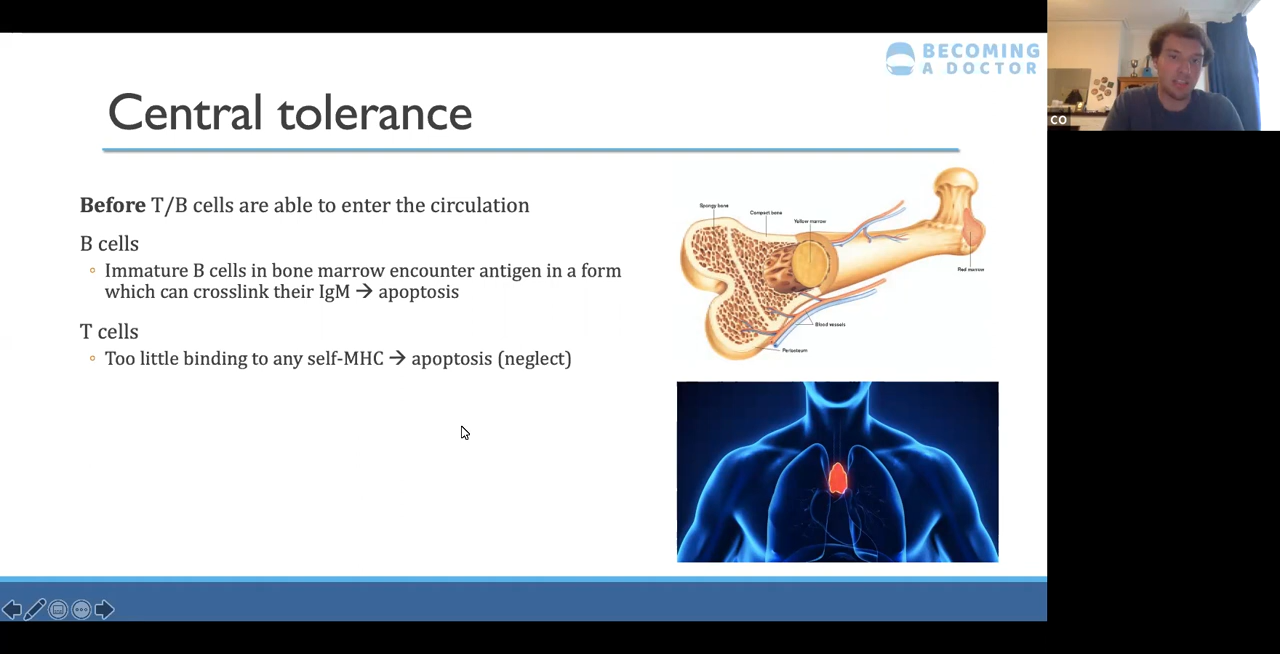 BECOMING
A DOCTOR
CO
Central tolerance
Before T/B cells are able to enter the circulation
B cells
Immature B cells in bone marrow encounter antigen in a form
which can crosslink their IgM → apoptosis
T cells
Too little binding to any self-MHC → apoptosis (neglect)
Spongy bone
Compact bone
Yellow marrow
Red marrow
Blood vessels
Periosteum